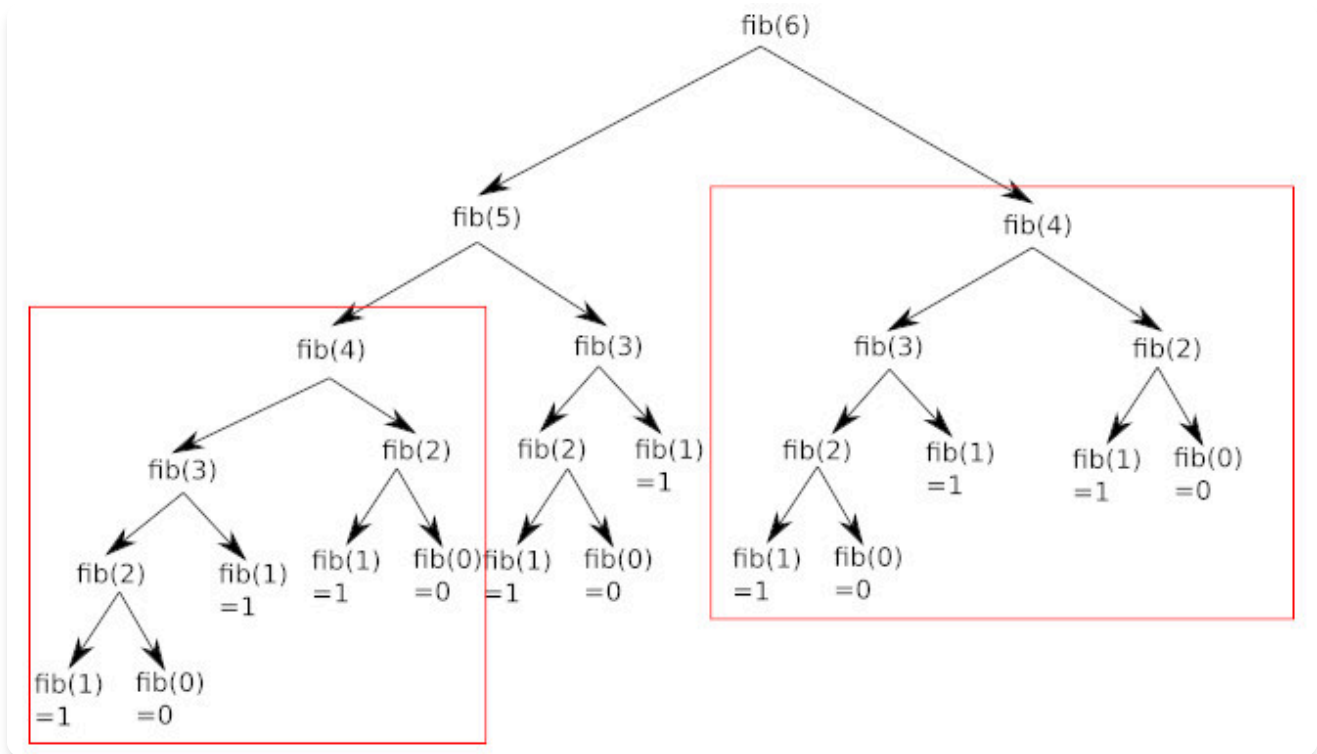 fib(6)
fib(5)
fib(4)
fib(4)
fib(3)
fib(3)
fib(2)
fib(3)
fib(2)
fib(2)
fib(1)
=1
fib(2)
fib(1)
=1
fib(1)
=1
fib(0)
=0
fib(2)
fib(1)
=1
fib(1)
=1
fib(0)
=0
fib(1)
=1
fib(0)
=0
fib(1)
=1
fib(0)
=0
fib(1)
=1
fib(0)
=0